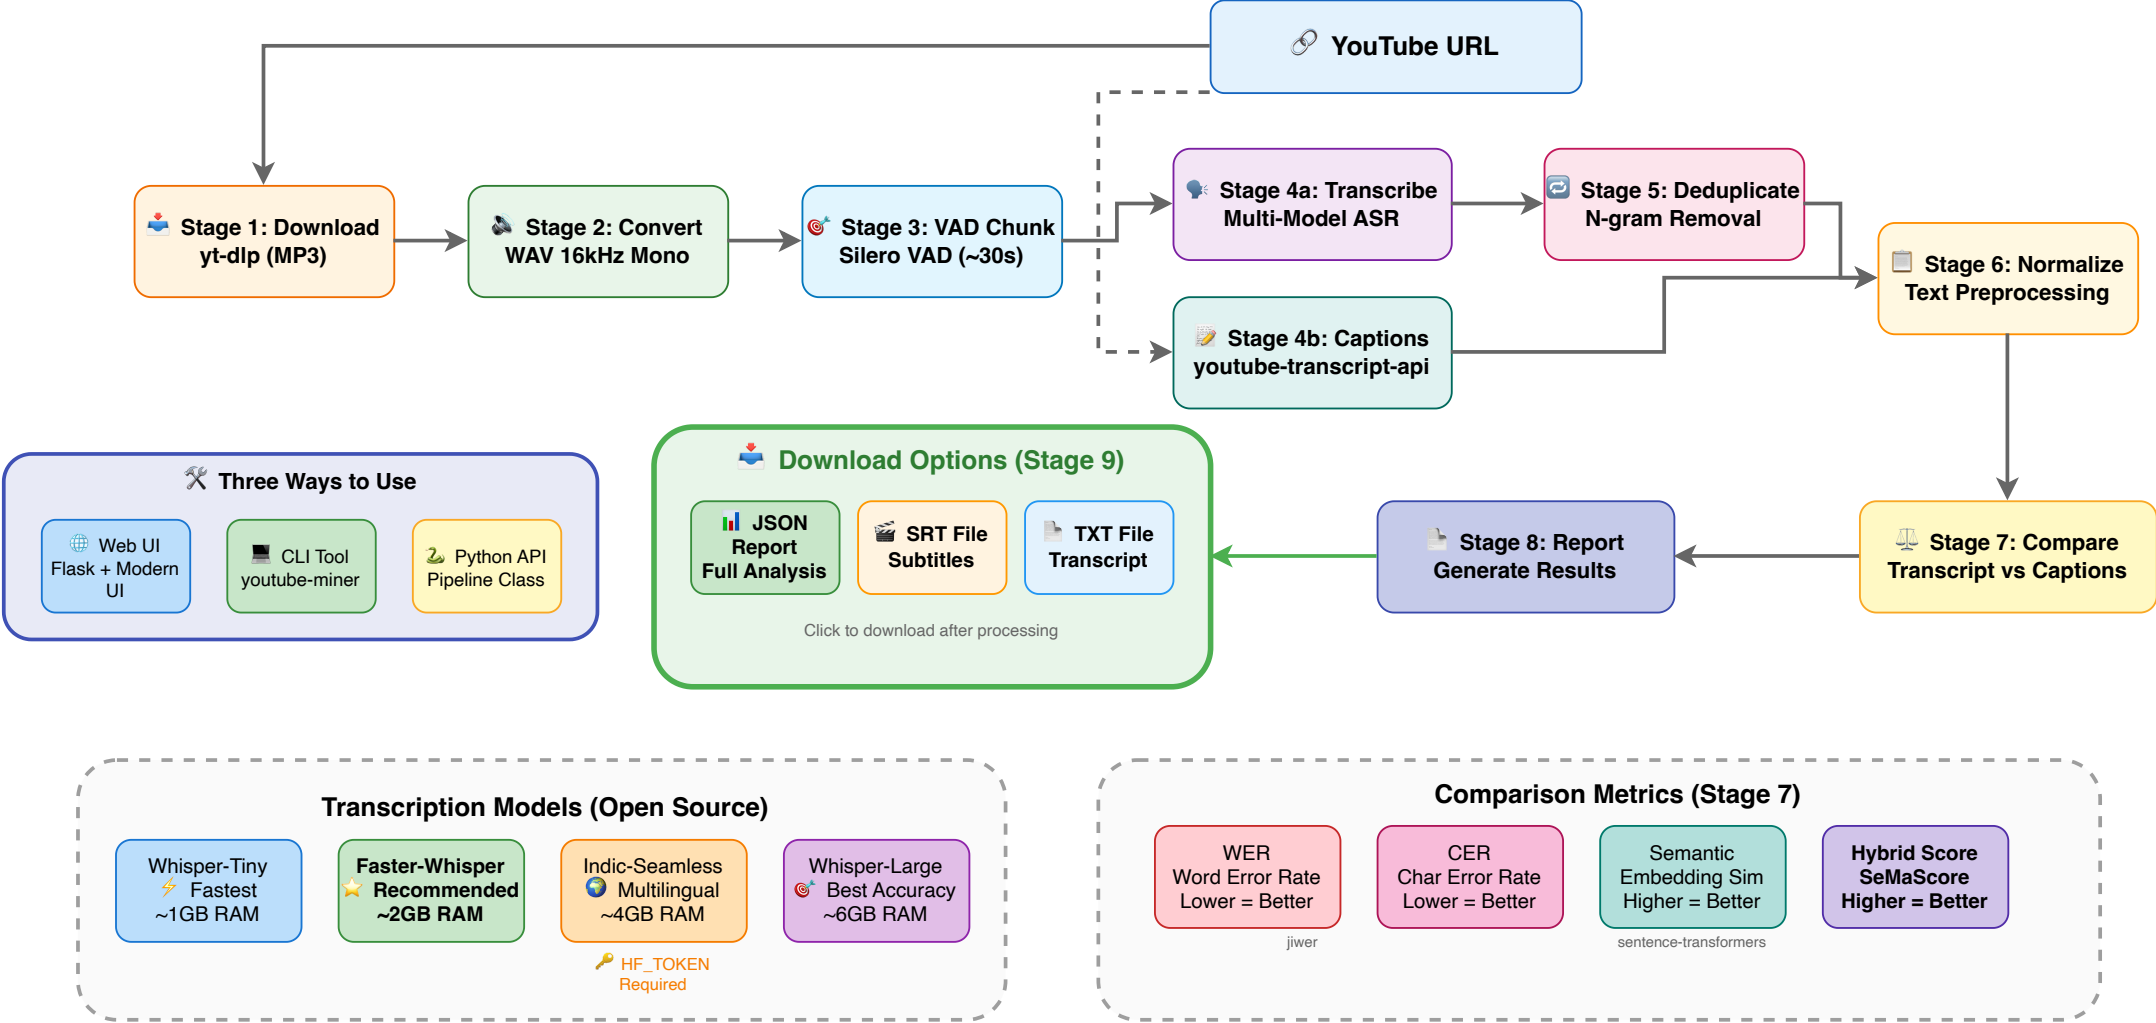 YouTube URL
Stage 1: Download
yt-dlp (MP3)
Stage 2: Convert
WAV 16kHz Mono
Stage 3: VAD Chunk
Silero VAD (~30s)
Stage 4a: Transcribe
Multi-Model ASR
Stage 5: Deduplicate
N-gram Removal
Stage 4b: Captions
youtube-transcript-api
Stage 6: Normalize
Text Preprocessing
Stage 7: Compare
Transcript vs Captions
Stage 8: Report
Generate Results
Download Options (Stage 9)
JSON
Report
Full Analysis
SRT File
Subtitles
TXT File
Transcript
Click to download after processing
Three Ways to Use
Web UI
Flask + Modern
UI
CLI Tool
youtube-miner
Python API
Pipeline Class
Transcription Models (Open Source)
Whisper-Tiny
Fastest
~1GB RAM
Faster-Whisper
Recommended
~2GB RAM
Indic-Seamless
Multilingual
~4GB RAM
HF_TOKEN
Required
Whisper-Large
Best Accuracy
~6GB RAM
Comparison Metrics (Stage 7)
WER
Word Error Rate
Lower = Better
jiwer
CER
Char Error Rate
Lower = Better
Semantic
Embedding Sim
Higher = Better
sentence-transformers
Hybrid Score
SeMaScore
Higher = Better